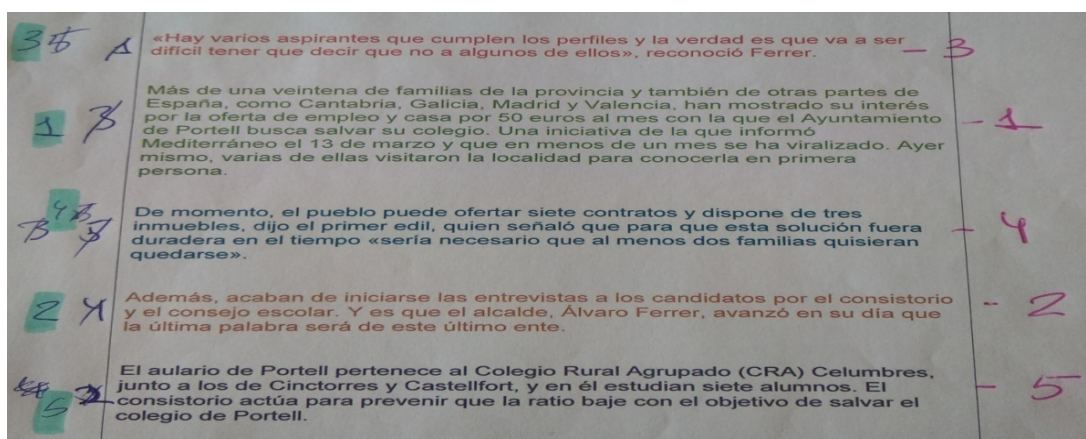 3 «Hay varios aspirantes que cumplen los perfiles y la verdad es que va a ser - 3
difícil tener que decir que no a algunos de ellos», reconoció Ferrer.
Más de una veintena de familias de la provincia y también de otras partes de
España, como Cantabria, Galicia, Madrid y Valencia, han mostrado su interés
1 por la oferta de empleo y casa por 50 euros al mes con la que el Ayuntamiento - 1
de Portell busca salvar su colegio. Una iniciativa de la que informó
Mediterráneo el 13 de marzo y que en menos de un mes se ha viralizado. Ayer
mismo, varias de ellas visitaron la localidad para conocerla en primera
persona.
4 De momento, el pueblo puede ofertar siete contratos y dispone de tres
inmuebles, dijo el primer edil, quien señaló que para que esta solución fuera - 4
duradera en el tiempo «sería necesario que al menos dos familias quisieran
quedarse».
2 Además, acaban de iniciarse las entrevistas a los candidatos por el consistorio - 2
y el consejo escolar. Y es que el alcalde, Álvaro Ferrer, avanzó en su día que
la última palabra será de este último ente.
El aulario de Portell pertenece al Colegio Rural Agrupado (CRA) Celumbres,
junto a los de Cinctorres y Castellfort, y en él estudian siete alumnos. El - 5
5 consistorio actúa para prevenir que la ratio baje con el objetivo de salvar el
colegio de Portell.